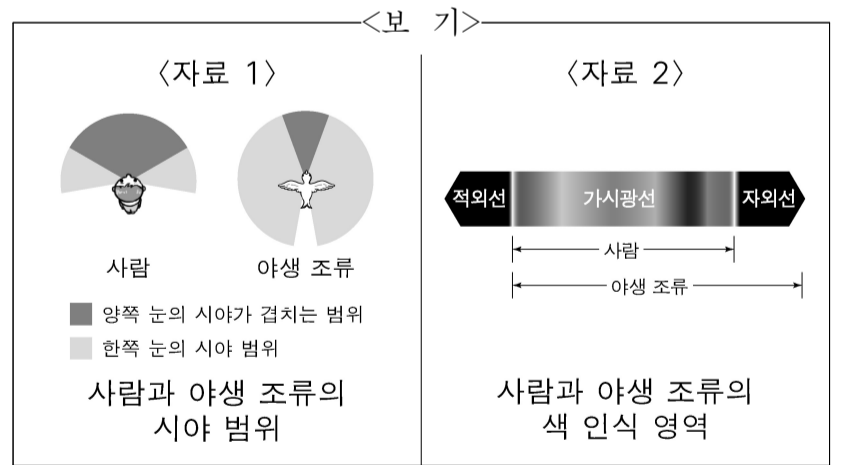 <보 기>
<자료 1>
사람
야생 조류
양쪽 눈의 시야가 겹치는 범위
한쪽 눈의 시야 범위
사람과 야생 조류의
시야 범위
<자료 2>
적외선 가시광선 자외선
사람
야생 조류
사람과 야생 조류의
색 인식 영역